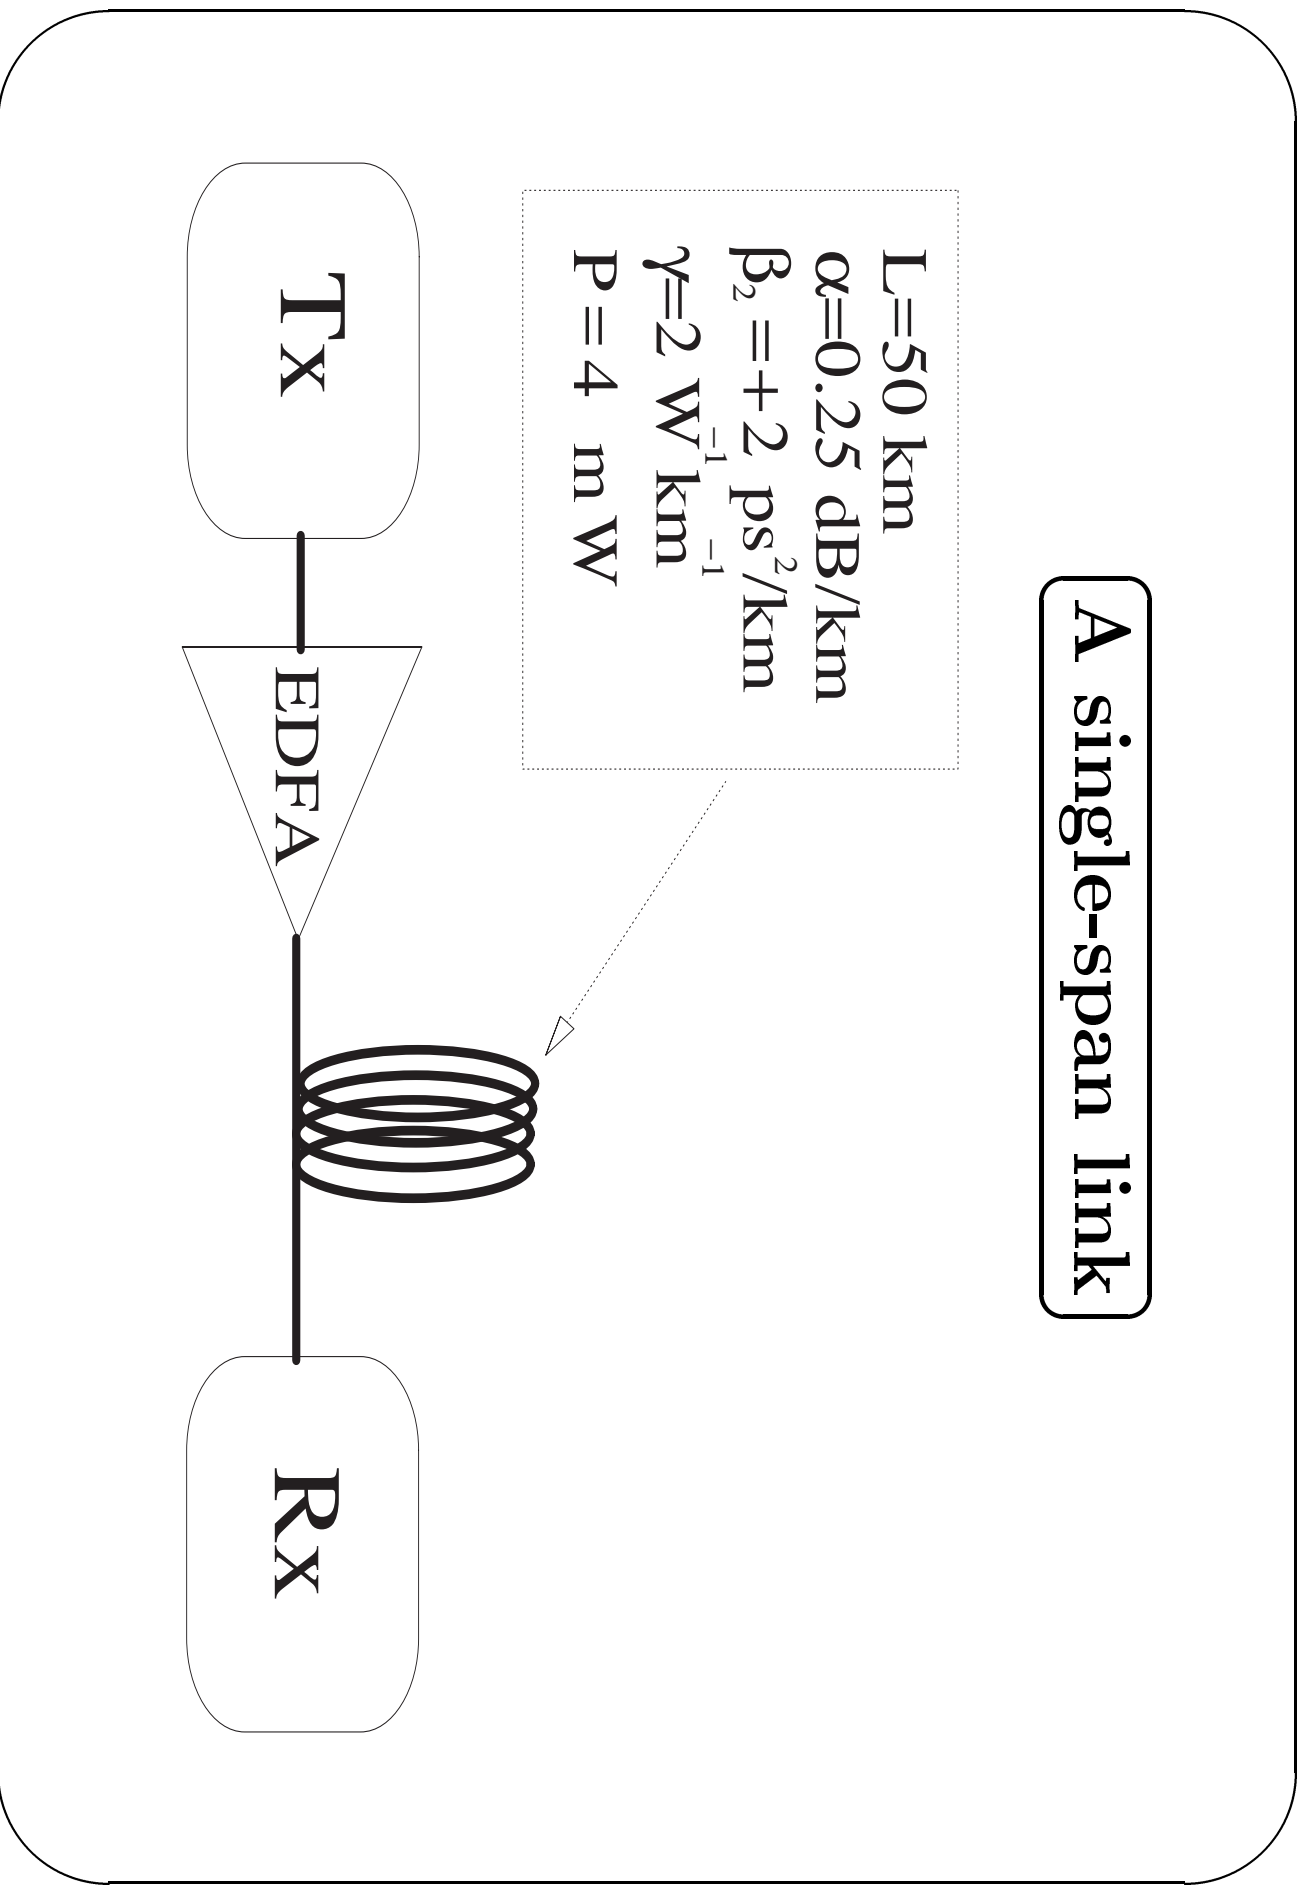 A single-span link
L=50 km
α=0.25 dB/km
β₂ =+2 ps²/km
γ=2 W⁻¹ km⁻¹
P = 4 mW
Tx
EDFA
Rx